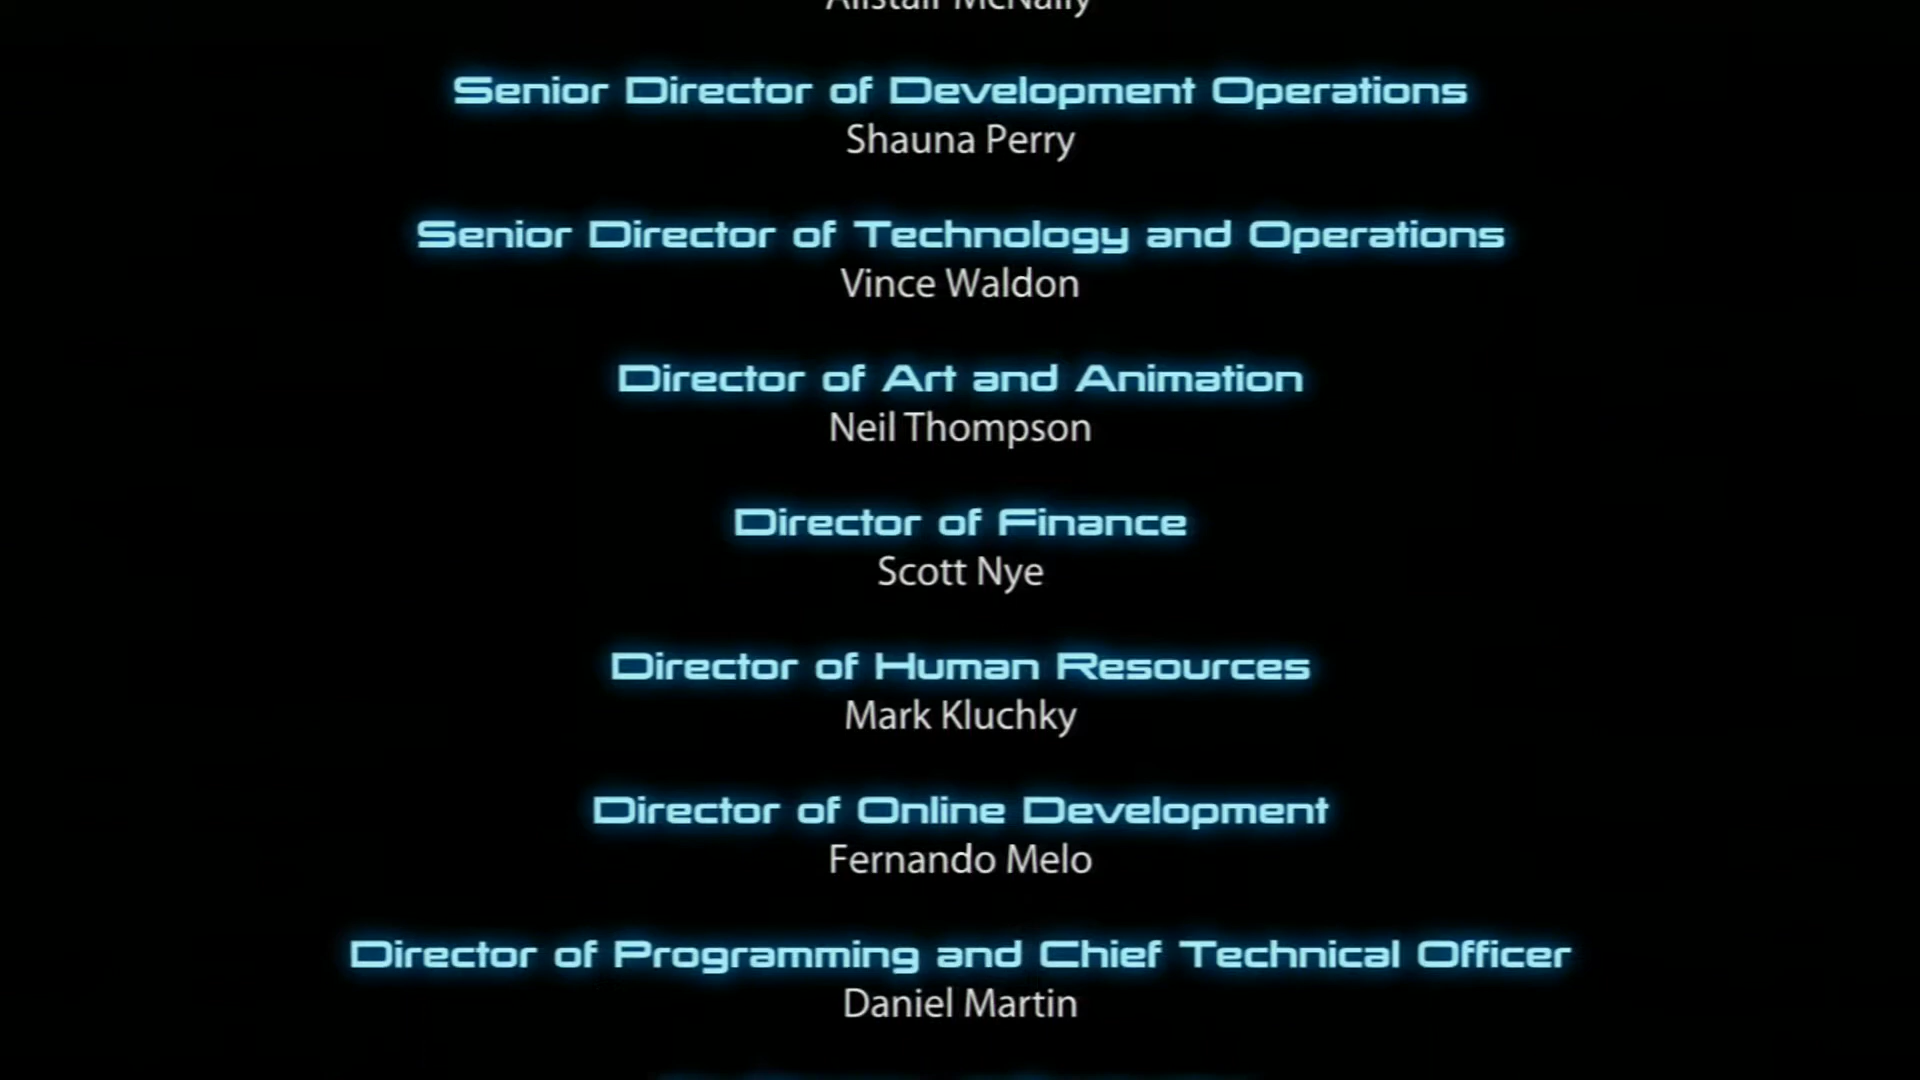 Alistair McNally
Senior Director of Development Operations
Shauna Perry
Senior Director of Technology and Operations
Vince Waldon
Director of Art and Animation
Neil Thompson
Director of Finance
Scott Nye
Director of Human Resources
Mark Kluchky
Director of Online Development
Fernando Melo
Director of Programming and Chief Technical Officer
Daniel Martin